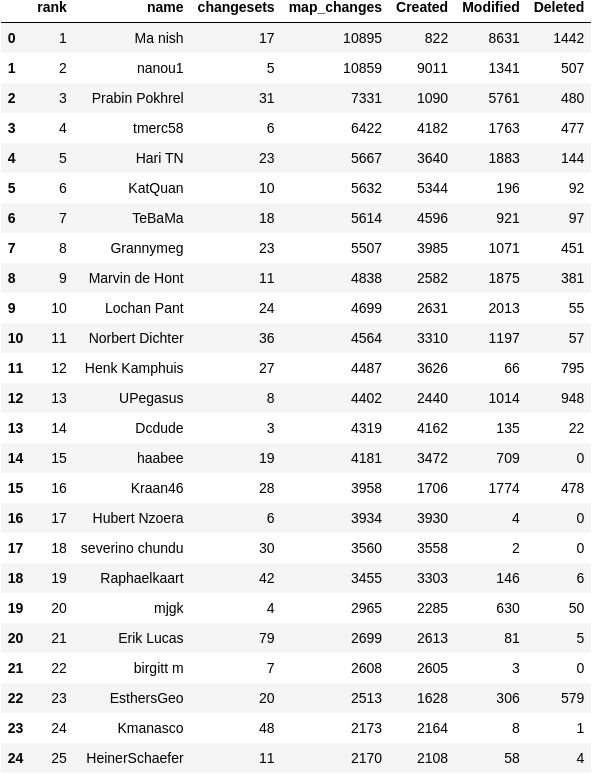 rank name changesets map_changes Created Modified Deleted
0 1 Ma nish 17 10895 822 8631 1442
1 2 nanou1 5 10859 9011 1341 507
2 3 Prabin Pokhrel 31 7331 1090 5761 480
3 4 tmerc58 6 6422 4182 1763 477
4 5 Hari TN 23 5667 3640 1883 144
5 6 KatQuan 10 5632 5344 196 92
6 7 TeBaMa 18 5614 4596 921 97
7 8 Grannymeg 23 5507 3985 1071 451
8 9 Marvin de Hont 11 4838 2582 1875 381
9 10 Lochan Pant 24 4699 2631 2013 55
10 11 Norbert Dichter 36 4564 3310 1197 57
11 12 Henk Kamphuis 27 4487 3626 66 795
12 13 UPegasus 8 4402 2440 1014 948
13 14 Dcdude 3 4319 4162 135 22
14 15 haabee 19 4181 3472 709 0
15 16 Kraan46 28 3958 1706 1774 478
16 17 Hubert Nzoera 6 3934 3930 4 0
17 18 severino chundu 30 3560 3558 2 0
18 19 Raphaelkaart 42 3455 3303 146 6
19 20 mjgk 4 2965 2285 630 50
20 21 Erik Lucas 79 2699 2613 81 5
21 22 birgitt m 7 2608 2605 3 0
22 23 EsthersGeo 20 2513 1628 306 579
23 24 Kmanasco 48 2173 2164 8 1
24 25 HeinerSchaefer 11 2170 2108 58 4